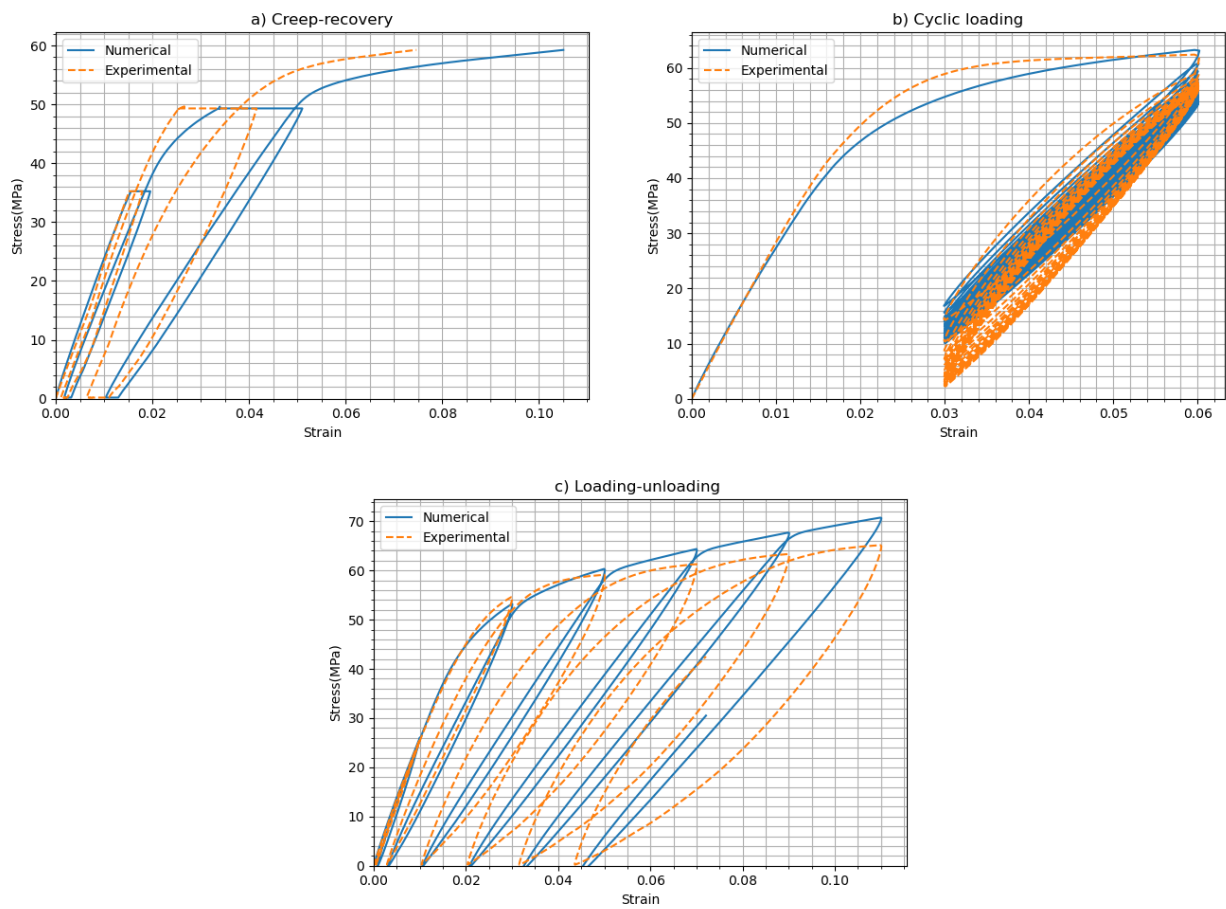 a) Creep-recovery
Numerical
Experimental
60
50
40
30
20
10
0
Stress(MPa)
0.00 0.02 0.04 0.06 0.08 0.10
Strain
b) Cyclic loading
Numerical
Experimental
60
50
40
30
20
10
0
Stress(MPa)
0.00 0.01 0.02 0.03 0.04 0.05 0.06
Strain
c) Loading-unloading
Numerical
Experimental
70
60
50
40
30
20
10
0
Stress(MPa)
0.00 0.02 0.04 0.06 0.08 0.10
Strain